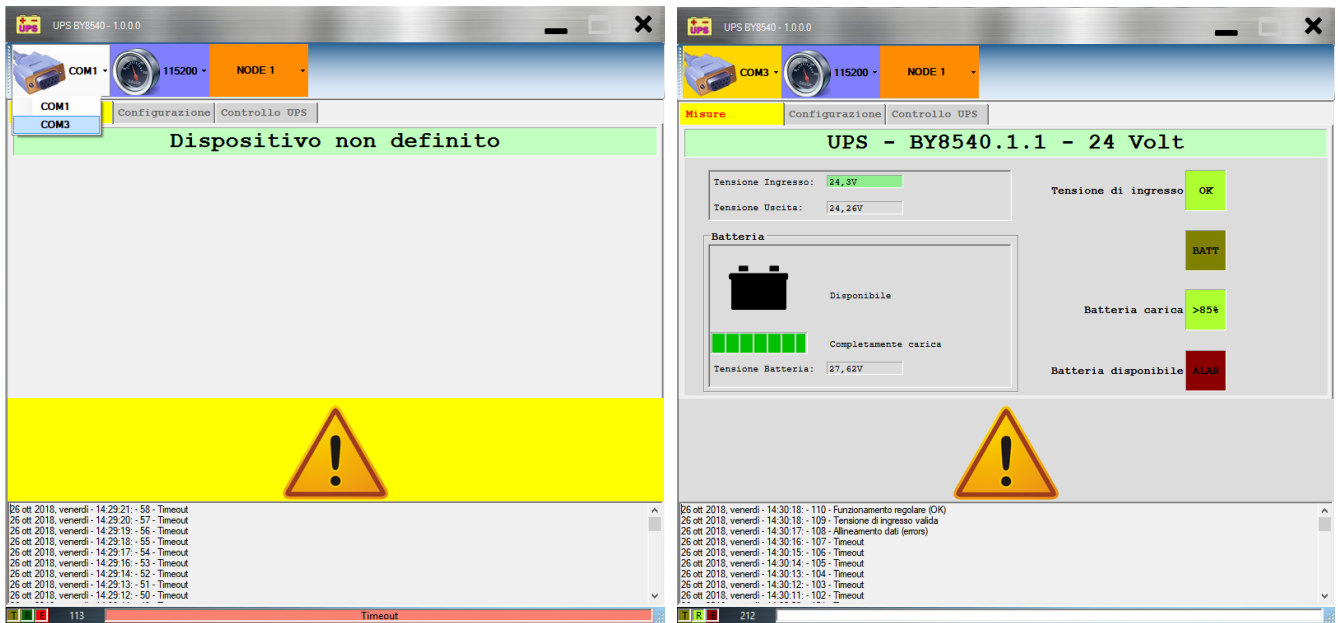 UPS BY8540 - 1.0.0.0
COM1
115200
NODE 1
COM1
COM3
Configurazione
Controllo UPS
Dispositivo non definito
26 ott 2018, venerdì - 14:29:21: - 58 - Timeout
26 ott 2018, venerdì - 14:29:20: - 57 - Timeout
26 ott 2018, venerdì - 14:29:19: - 56 - Timeout
26 ott 2018, venerdì - 14:29:18: - 55 - Timeout
26 ott 2018, venerdì - 14:29:17: - 54 - Timeout
26 ott 2018, venerdì - 14:29:16: - 53 - Timeout
26 ott 2018, venerdì - 14:29:14: - 52 - Timeout
26 ott 2018, venerdì - 14:29:13: - 51 - Timeout
26 ott 2018, venerdì - 14:29:12: - 50 - Timeout
T R E 113 Timeout
UPS BY8540 - 1.0.0.0
COM3
115200
NODE 1
Misure
Configurazione
Controllo UPS
UPS - BY8540.1.1 - 24 Volt
Tensione Ingresso: 24,3V
Tensione Uscita: 24,26V
Batteria
Disponibile
Completamente carica
Tensione Batteria: 27,62V
Tensione di ingresso OK
BATT
Batteria carica >85%
Batteria disponibile ALAR
26 ott 2018, venerdì - 14:30:18: - 110 - Funzionamento regolare (OK)
26 ott 2018, venerdì - 14:30:18: - 109 - Tensione di ingresso valida
26 ott 2018, venerdì - 14:30:17: - 108 - Allineamento dati (errors)
26 ott 2018, venerdì - 14:30:16: - 107 - Timeout
26 ott 2018, venerdì - 14:30:15: - 106 - Timeout
26 ott 2018, venerdì - 14:30:14: - 105 - Timeout
26 ott 2018, venerdì - 14:30:13: - 104 - Timeout
26 ott 2018, venerdì - 14:30:12: - 103 - Timeout
26 ott 2018, venerdì - 14:30:11: - 102 - Timeout
T R E 212